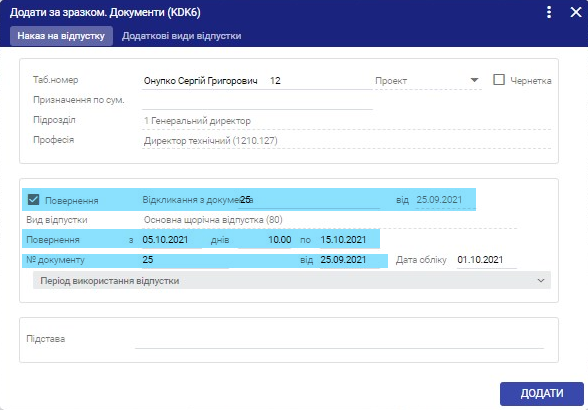 Додати за зразком. Документи (KDK6)
Наказ на відпустку Додаткові види відпустки
Таб.номер Онупко Сергій Григорович 12 Проект Чернетка
Призначення по сум.
Підрозділ 1 Генеральний директор
Професія Директор технічний (1210.127)
Повернення Відкликання з документа 25 від 25.09.2021
Вид відпустки Основна щорічна відпустка (80)
Повернення з 05.10.2021 днів 10.00 по 15.10.2021
№ документу 25 від 25.09.2021 Дата обліку 01.10.2021
Період використання відпустки
Підстава
ДОДАТИ